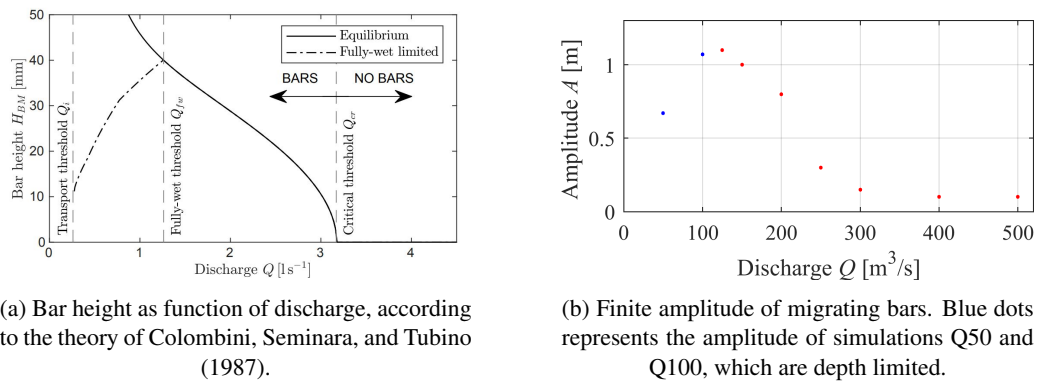 50
40
30
20
10
0
Bar height H_BM [mm]
Transport threshold Q_i
Fully-wet threshold Q_fw
Critical threshold Q_cr
Equilibrium
Fully-wet limited
BARS
NO BARS
0 1 2 3 4
Discharge Q [l s⁻¹]
(a) Bar height as function of discharge, according
to the theory of Colombini, Seminara, and Tubino
(1987).
1
0.5
0
Amplitude A [m]
0 100 200 300 400 500
Discharge Q [m³/s]
(b) Finite amplitude of migrating bars. Blue dots
represents the amplitude of simulations Q50 and
Q100, which are depth limited.